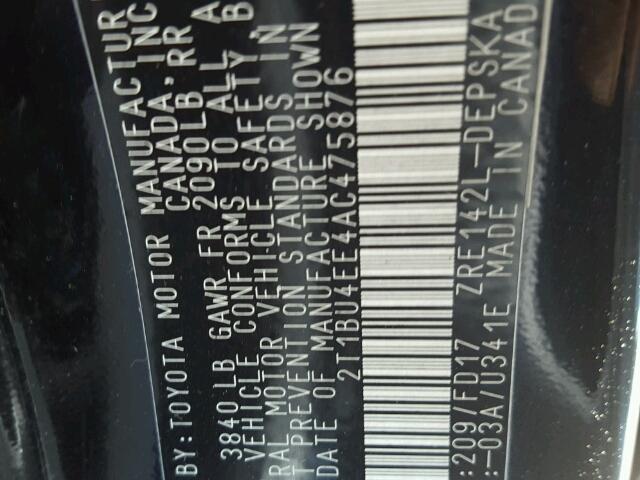 BY:TOYOTA MOTOR MANUFACTUR
CANADA, INC
3840 LB GAWR FR 2090LB RR
VEHICLE CONFORMS TO ALL A
RAL MOTOR VEHICLE SAFETY B
T PREVENTION STANDARDS IN
DATE OF MANUFACTURE SHOWN
2T1BU4EE4AC475876
:209/FD17 ZRE142L-DEPSKA
:-03A/U341E MADE IN CANAD